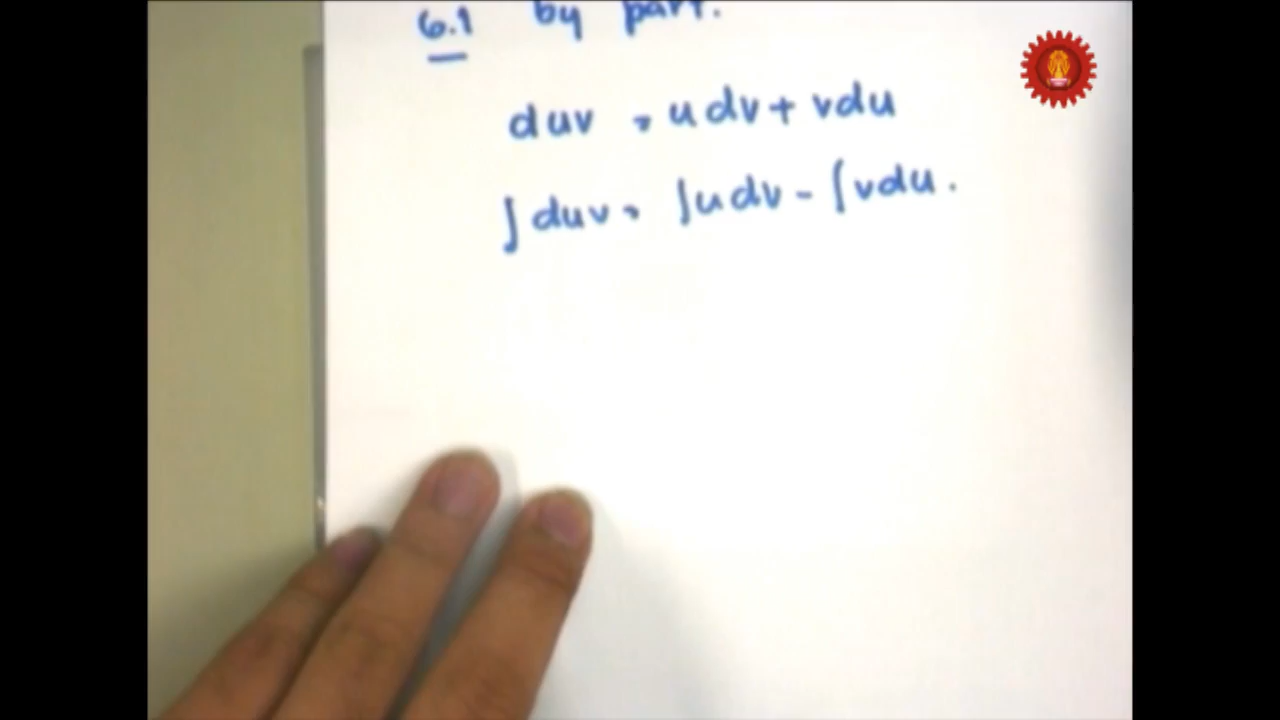 6.1 by part.
duv = udv + vdu
∫duv = ∫udv - ∫vdu.